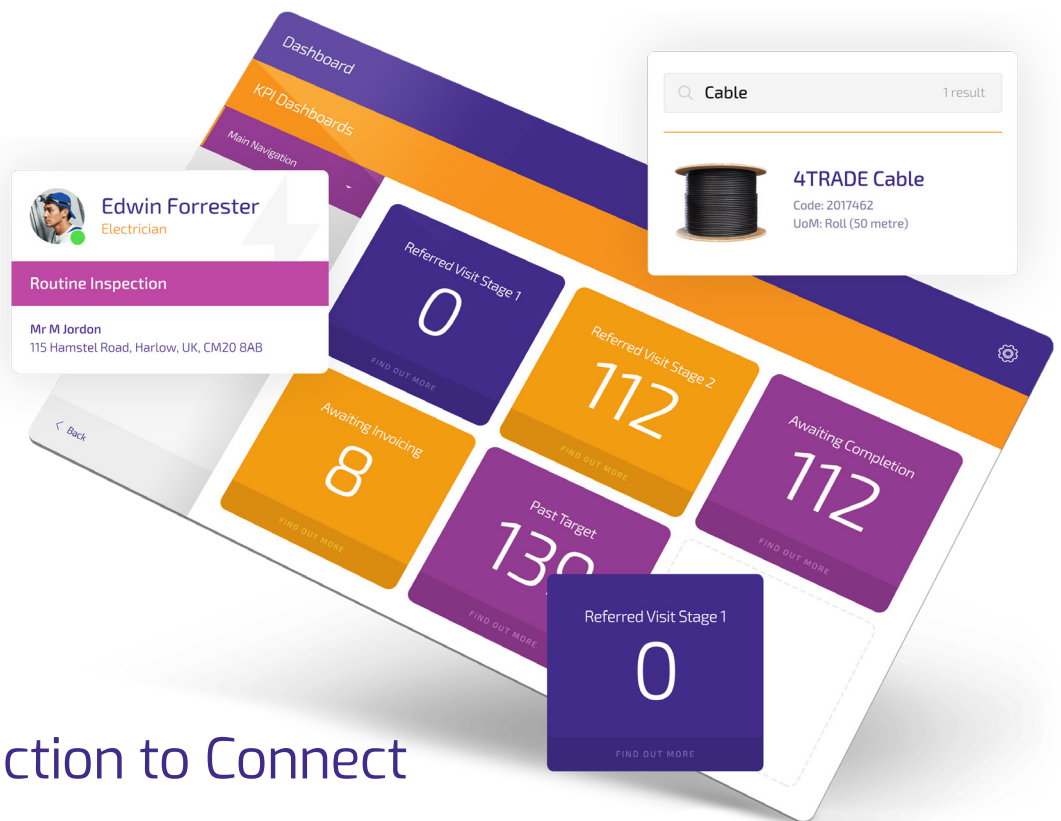 Dashboard
KPI Dashboards
Main Navigation
Cable
1 result
4TRADE Cable
Code: 2017462
UoM: Roll (50 metre)
Edwin Forrester
Electrician
Routine Inspection
Mr M Jordon
115 Hamstel Road, Harlow, UK, CM20 8AB
Back
Referred Visit Stage 1
0
FIND OUT MORE
Referred Visit Stage 2
112
FIND OUT MORE
Awaiting Completion
112
FIND OUT MORE
Awaiting Invoicing
8
FIND OUT MORE
Past Target
139
FIND OUT MORE
Referred Visit Stage 1
0
FIND OUT MORE
ction to Connect